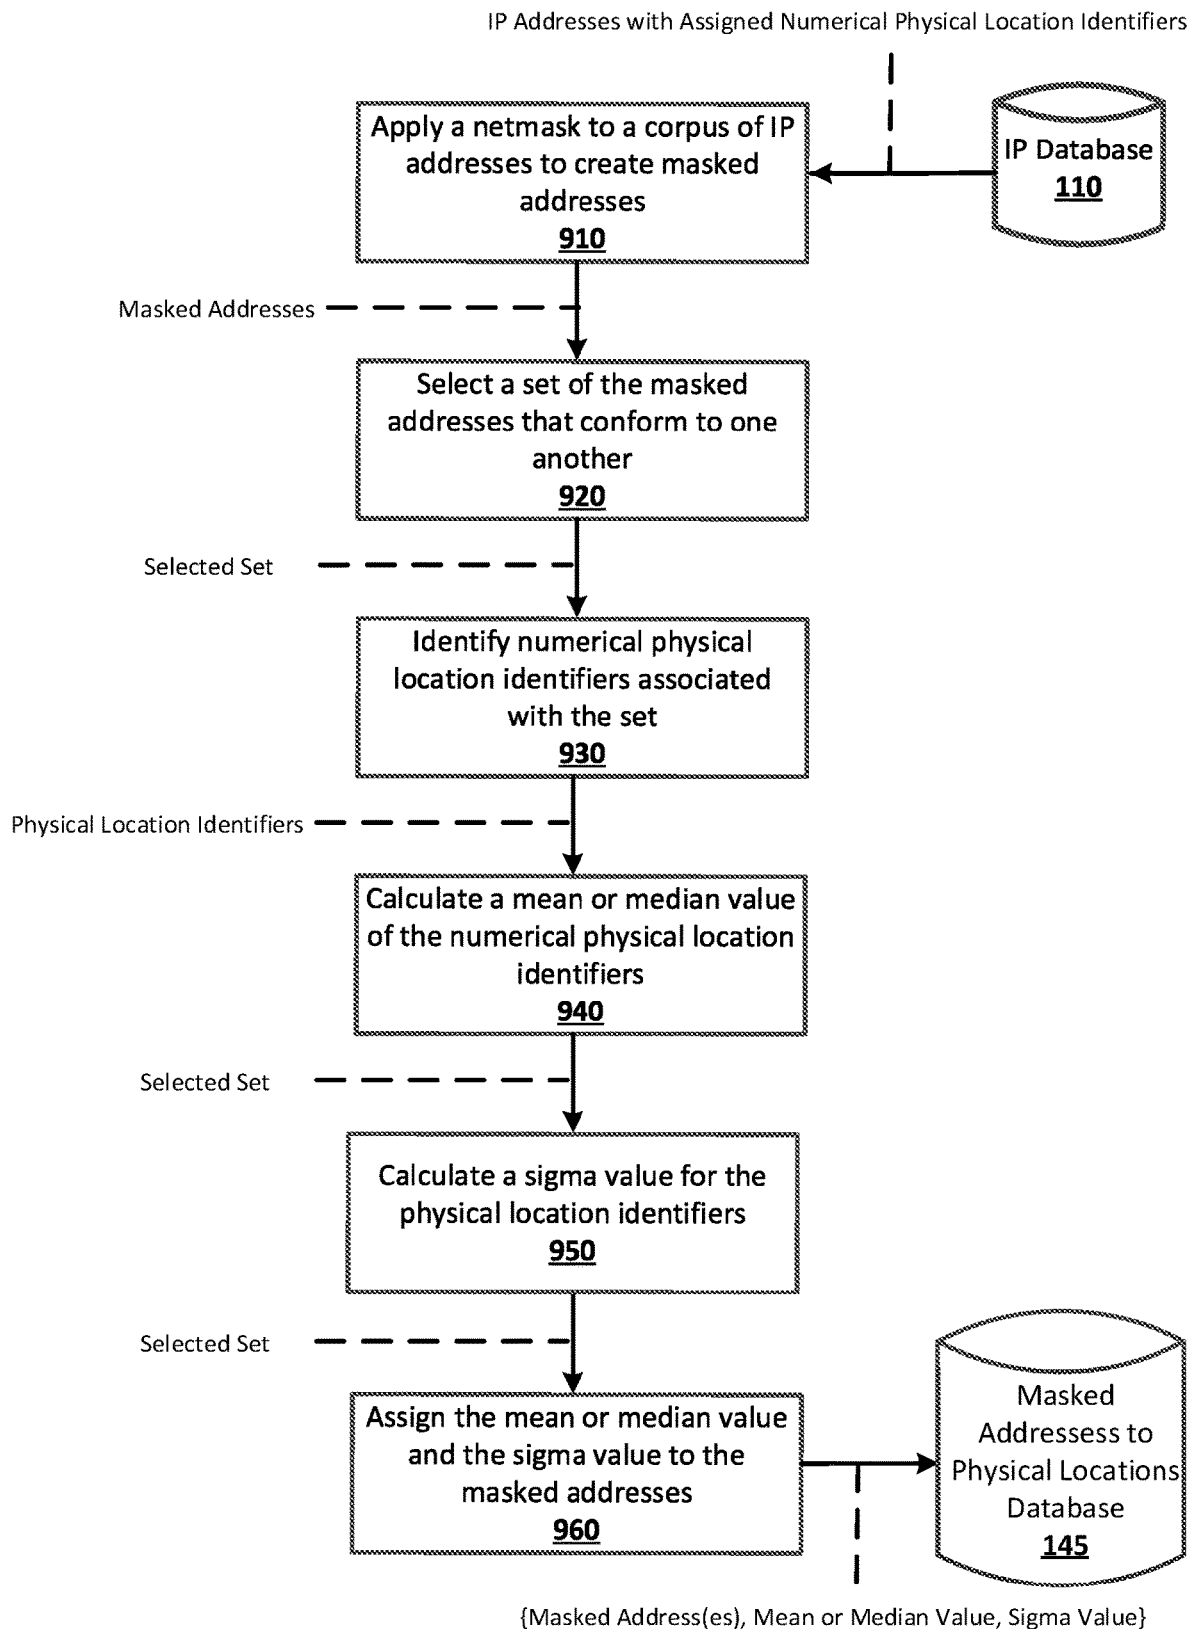 IP Addresses with Assigned Numerical Physical Location Identifiers
Apply a netmask to a corpus of IP
addresses to create masked
addresses
910
IP Database
110
Masked Addresses
Select a set of the masked
addresses that conform to one
another
920
Selected Set
Identify numerical physical
location identifiers associated
with the set
930
Physical Location Identifiers
Calculate a mean or median value
of the numerical physical location
identifiers
940
Selected Set
Calculate a sigma value for the
physical location identifiers
950
Selected Set
Assign the mean or median value
and the sigma value to the
masked addresses
960
Masked
Addressess to
Physical Locations
Database
145
{Masked Address(es), Mean or Median Value, Sigma Value}